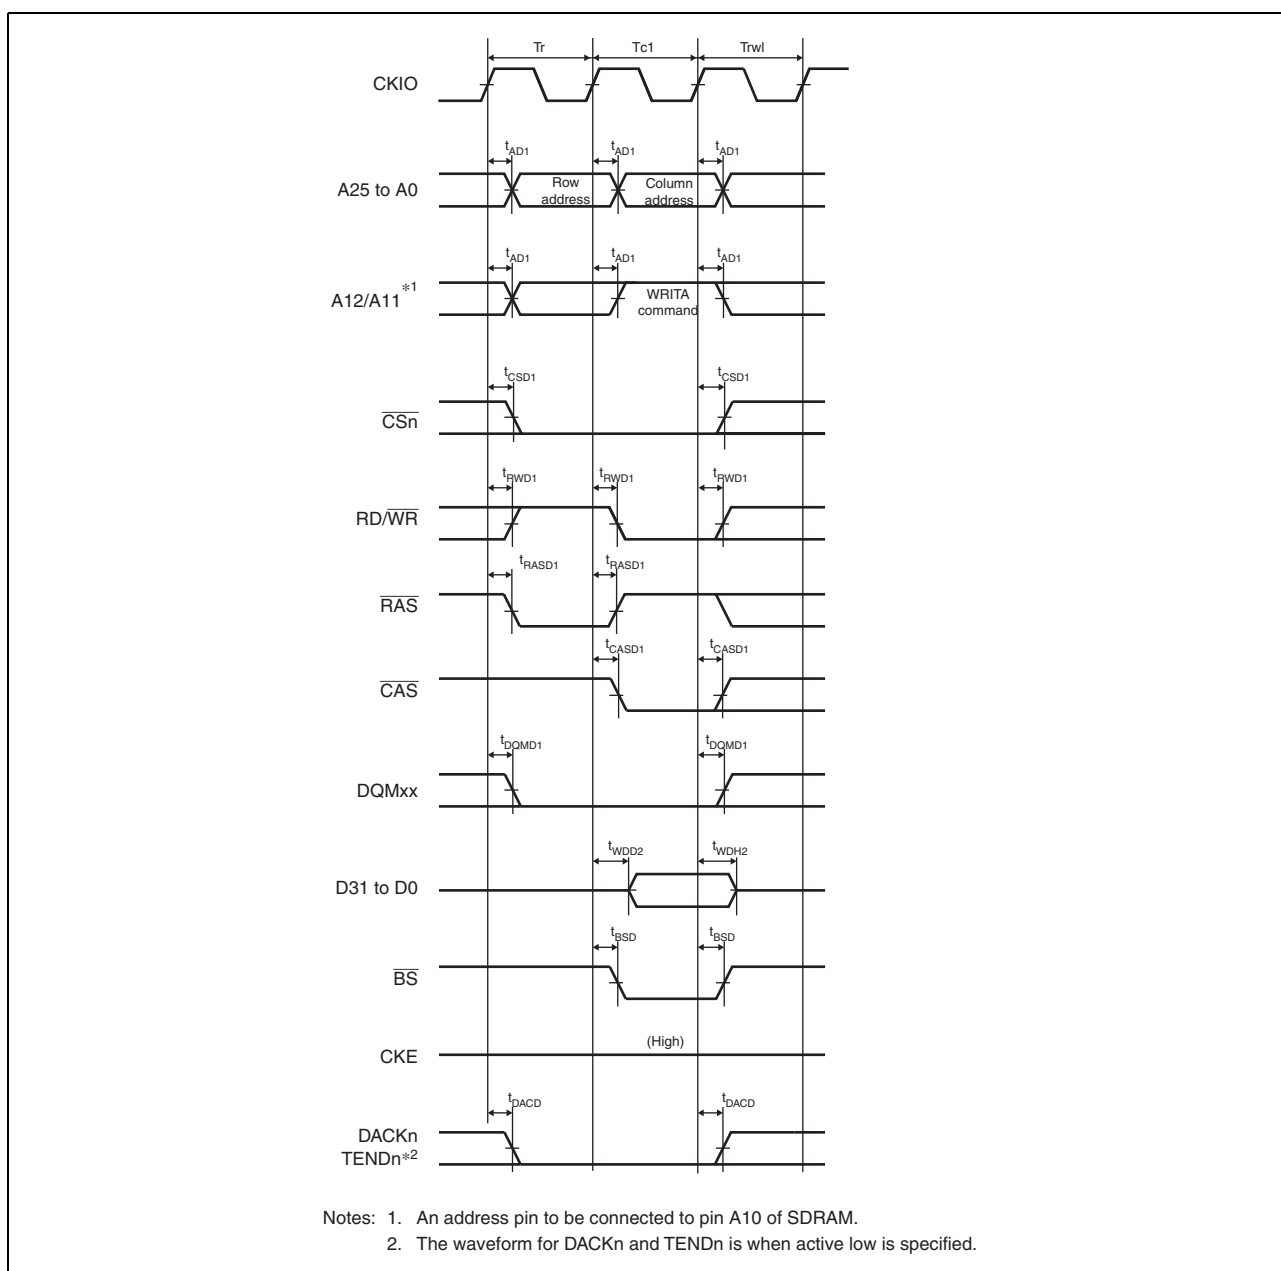 Tr Tc1 Trwl
CKIO
tAD1 tAD1 tAD1
A25 to A0
Row
address
Column
address
tAD1 tAD1 tAD1
A12/A11*1
WRITA
command
tCSD1 tCSD1
CSn
tRWD1 tRWD1 tRWD1
RD/WR
tRASD1 tRASD1
RAS
tCASD1 tCASD1
CAS
tDQMD1 tDQMD1
DQMxx
tWDD2 tWDH2
D31 to D0
tBSD tBSD
BS
(High)
CKE
tDACD tDACD
DACKn
TENDn*2
Notes: 1. An address pin to be connected to pin A10 of SDRAM.
2. The waveform for DACKn and TENDn is when active low is specified.